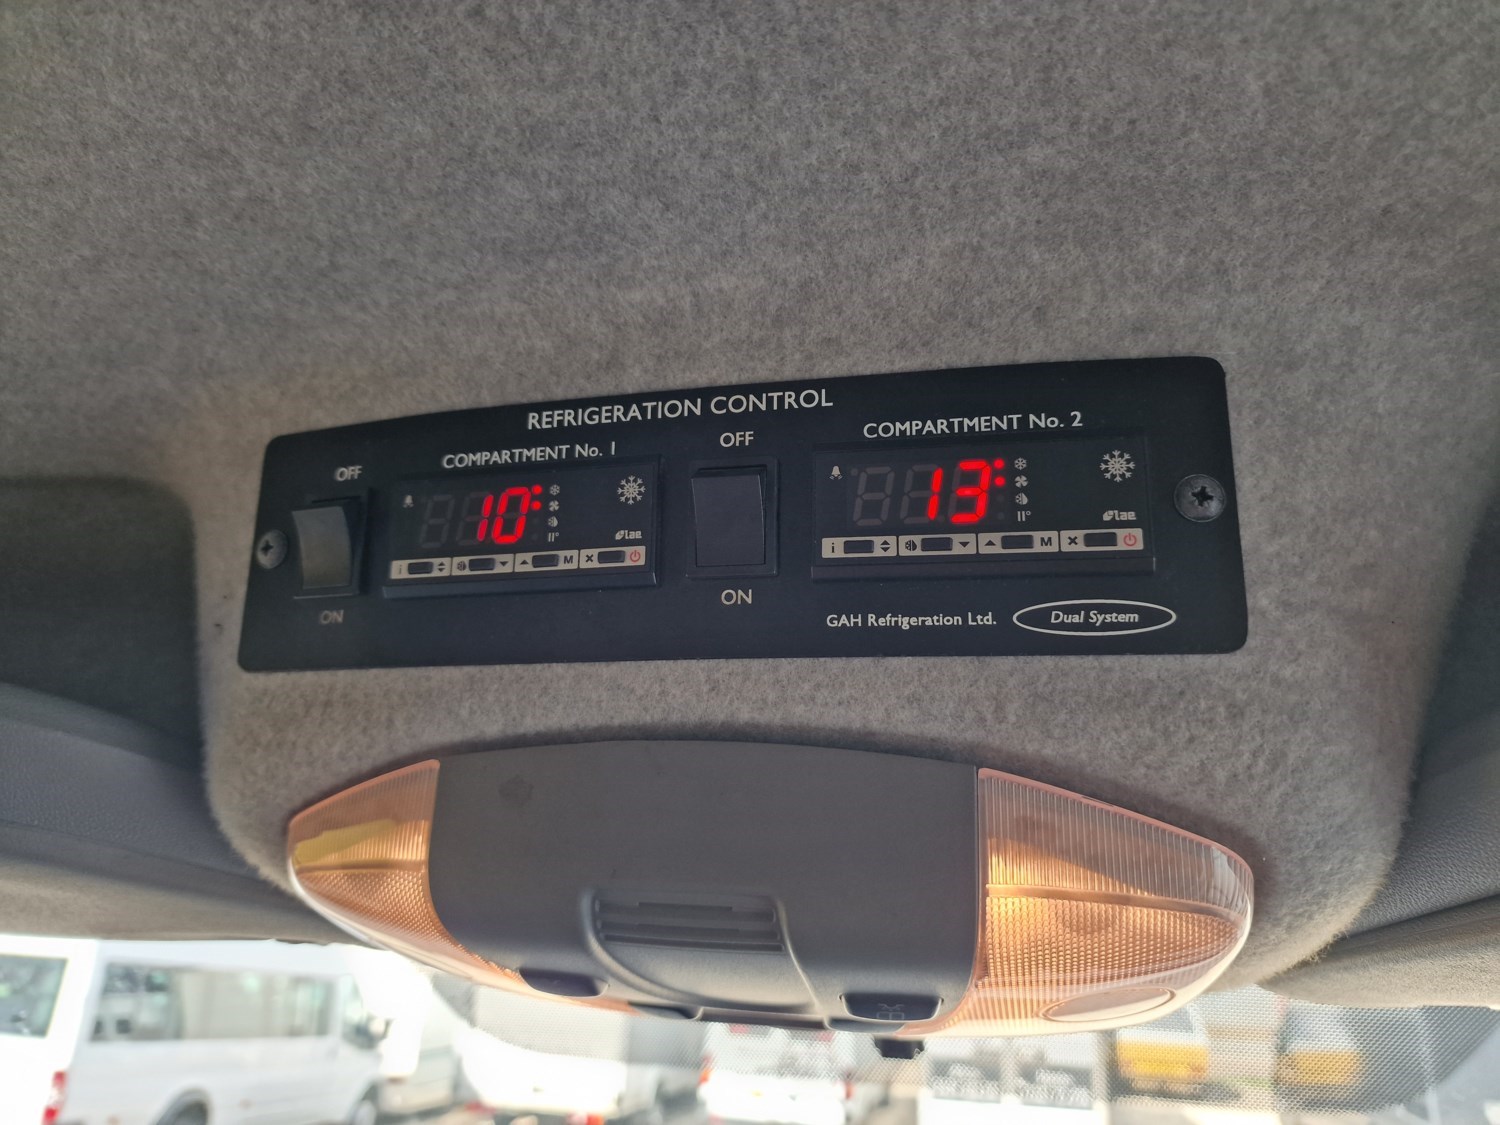 REFRIGERATION CONTROL
OFF
COMPARTMENT No. 1
10
lae
i
M
ON
OFF
ON
COMPARTMENT No. 2
13
lae
i
M
GAH Refrigeration Ltd.
Dual System